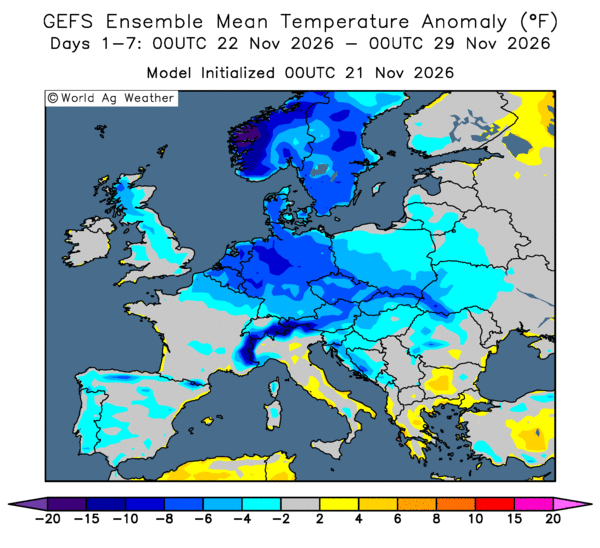 GEFS Ensemble Mean Temperature Anomaly (°F)
Days 1–7: 00UTC 22 Nov 2026 – 00UTC 29 Nov 2026
Model Initialized 00UTC 21 Nov 2026
© World Ag Weather
−20 −15 −10 −8 −6 −4 −2 2 4 6 8 10 15 20